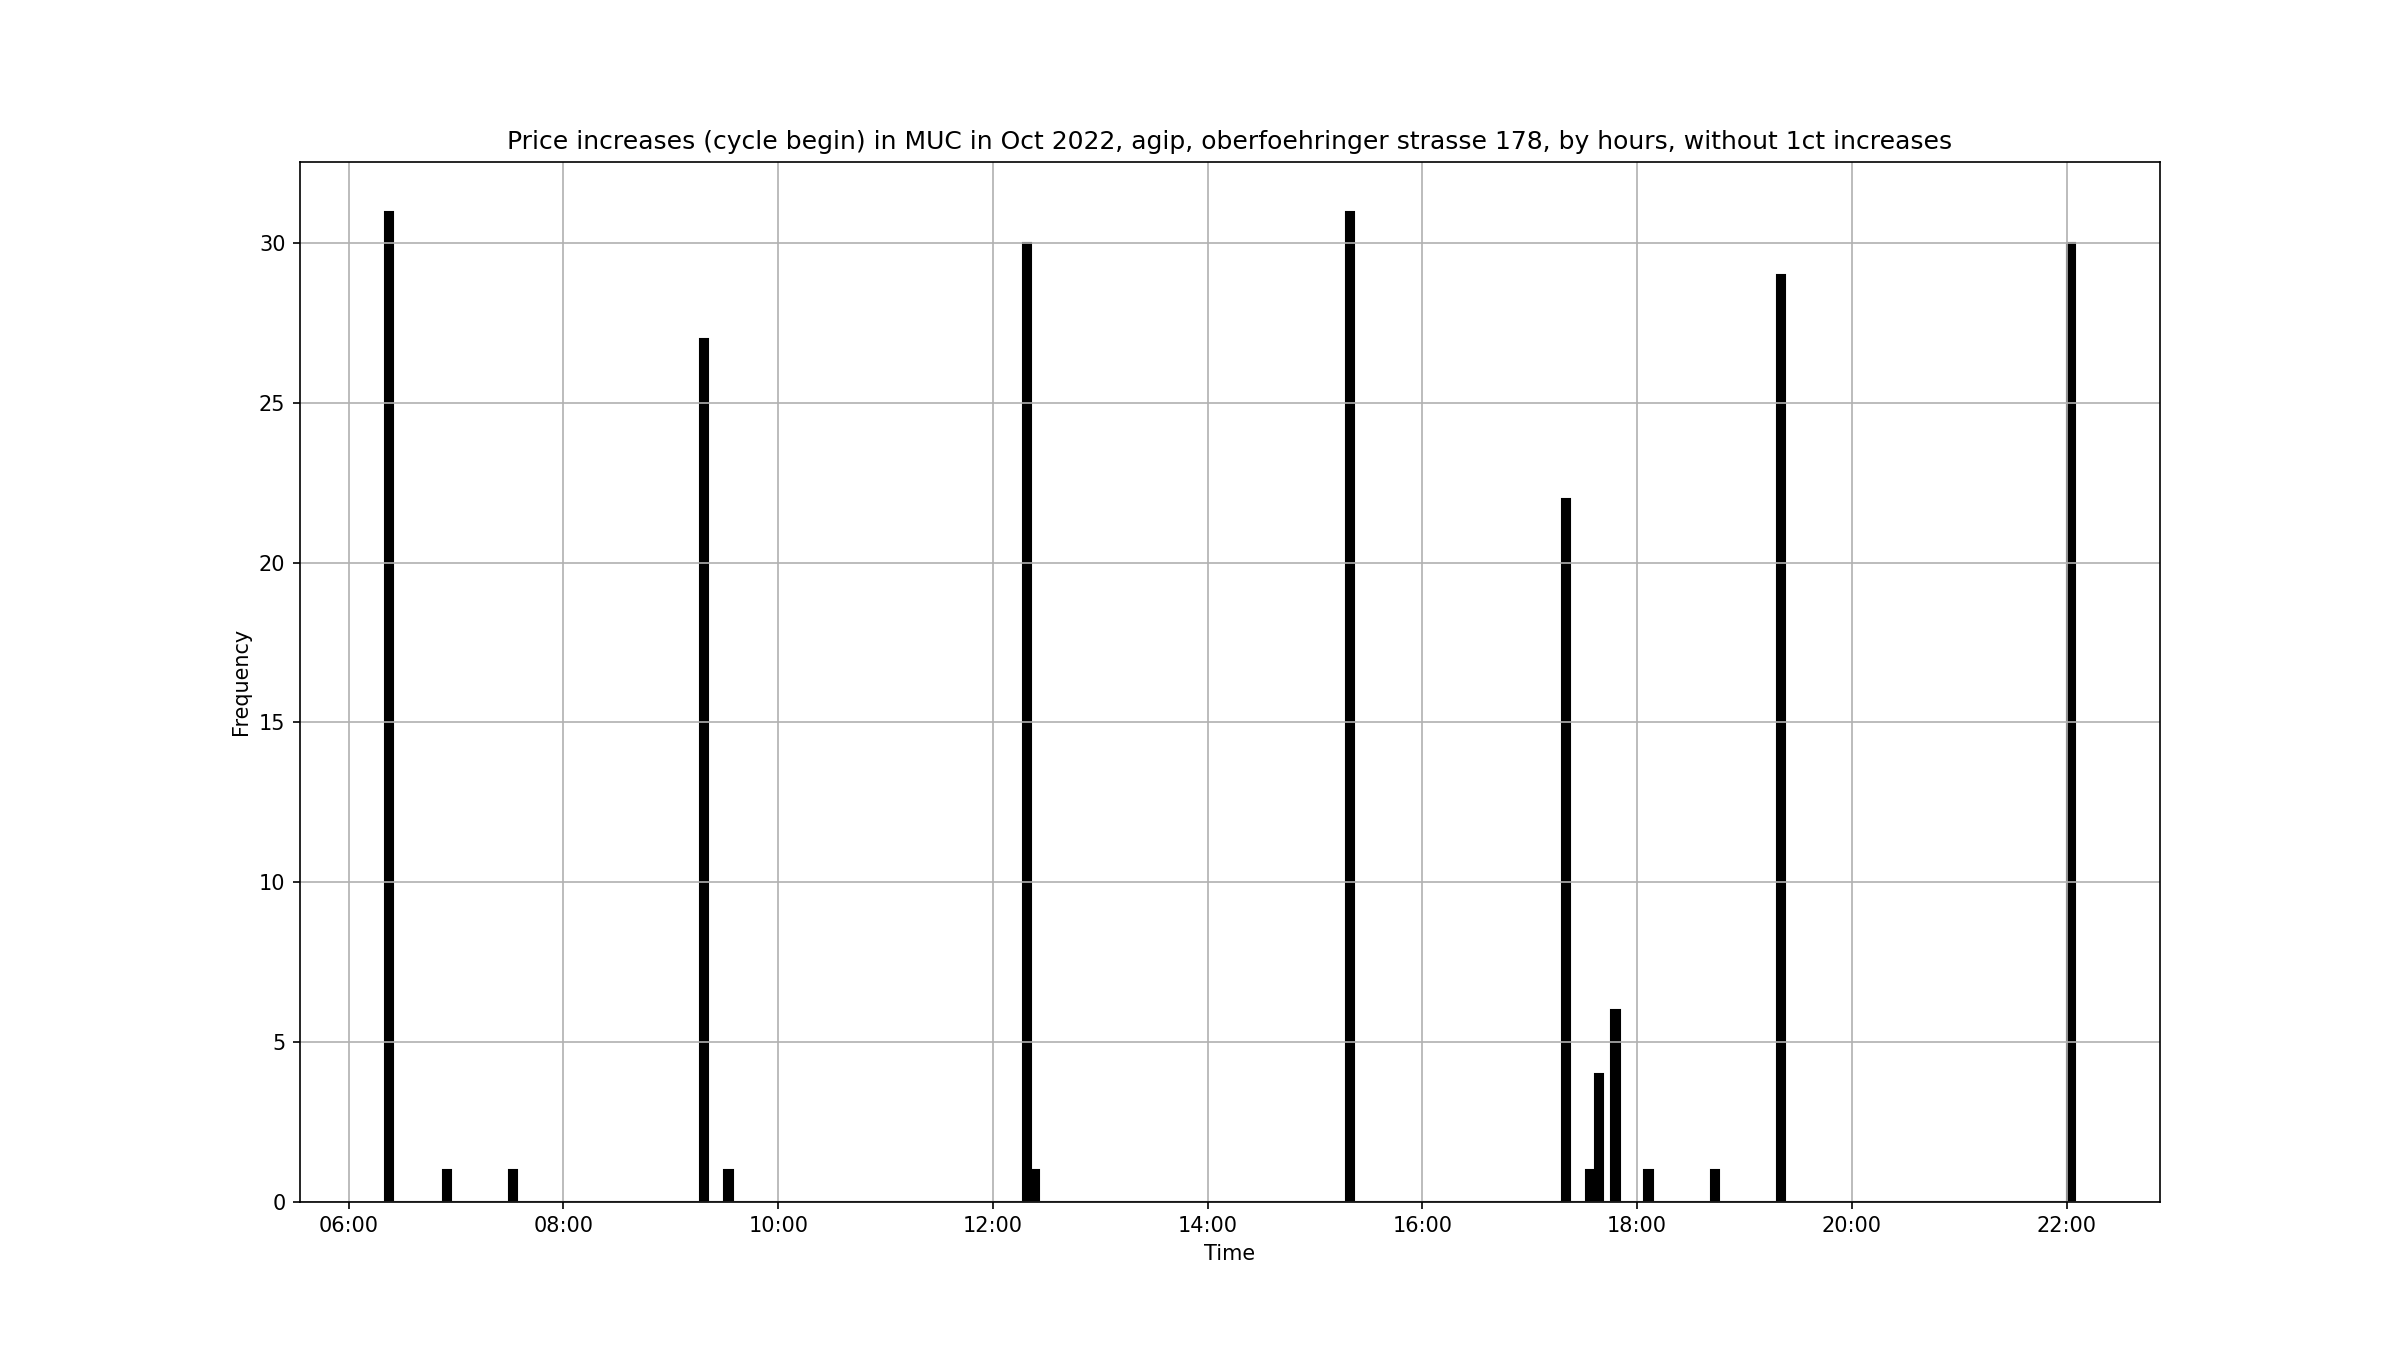 Price increases (cycle begin) in MUC in Oct 2022, agip, oberfoehringer strasse 178, by hours, without 1ct increases
30
25
20
15
10
5
0
Frequency
06:00 08:00 10:00 12:00 14:00 16:00 18:00 20:00 22:00
Time